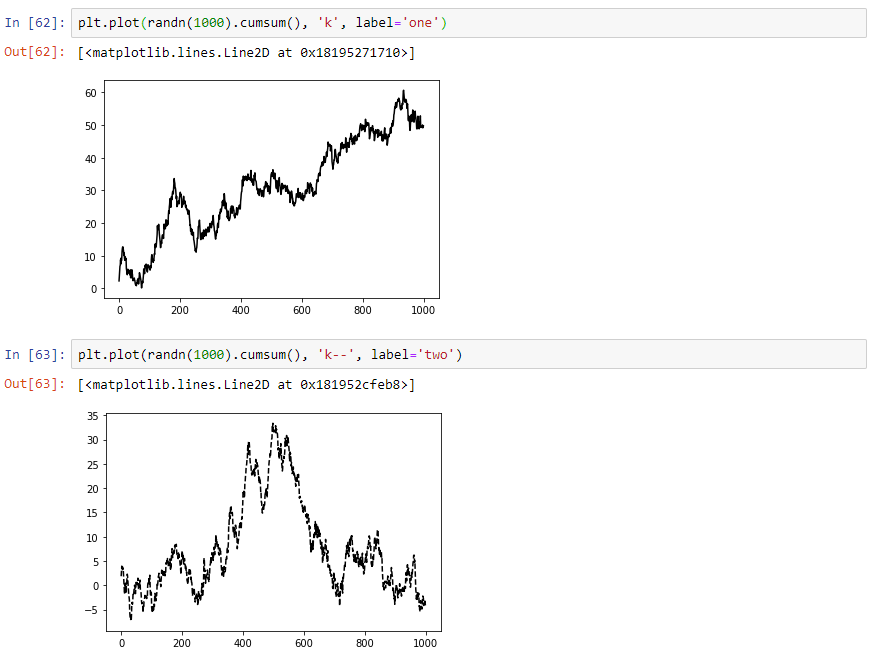 In [62]: plt.plot(randn(1000).cumsum(), 'k', label='one')
Out[62]: [<matplotlib.lines.Line2D at 0x18195271710>]
60
50
40
30
20
10
0
0 200 400 600 800 1000
In [63]: plt.plot(randn(1000).cumsum(), 'k--', label='two')
Out[63]: [<matplotlib.lines.Line2D at 0x181952cfeb8>]
35
30
25
20
15
10
5
0
−5
0 200 400 600 800 1000